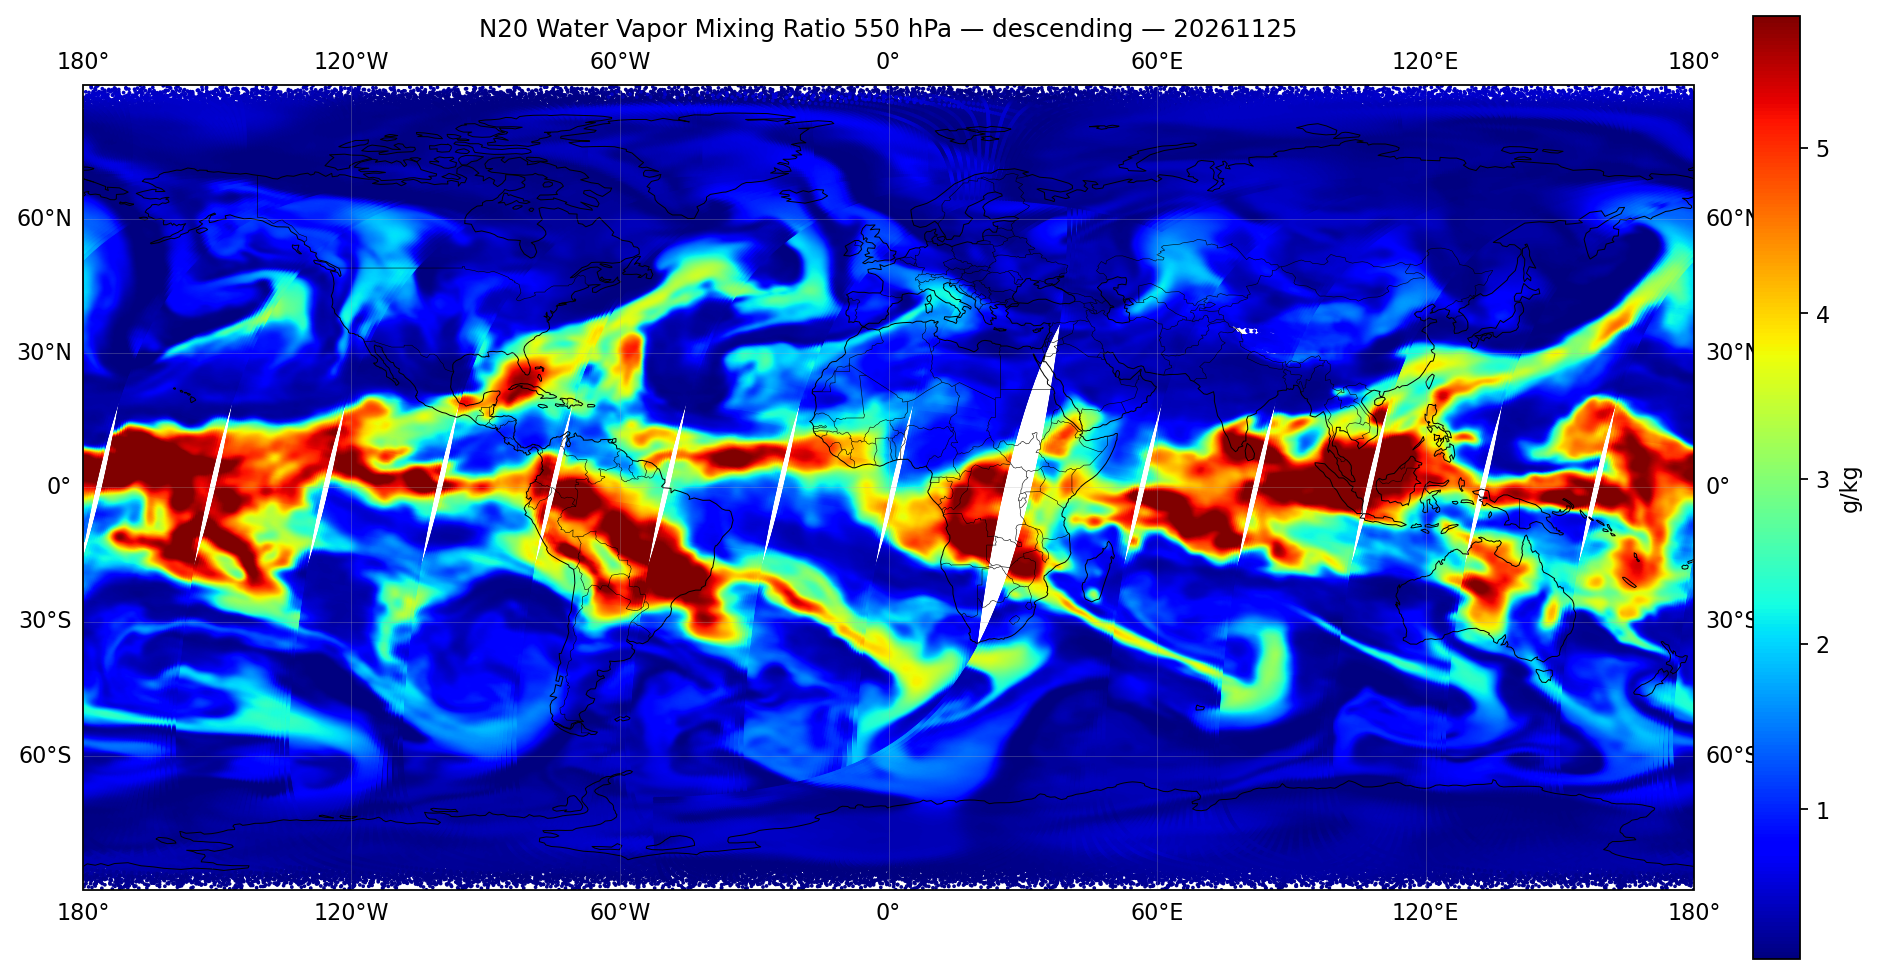 N20 Water Vapor Mixing Ratio 550 hPa — descending — 20261125
180° 120°W 60°W 0° 60°E 120°E 180°
60°N 60°N
30°N 30°N
0° 0°
30°S 30°S
60°S 60°S
180° 120°W 60°W 0° 60°E 120°E 180°
5
4
3
2
1
g/kg